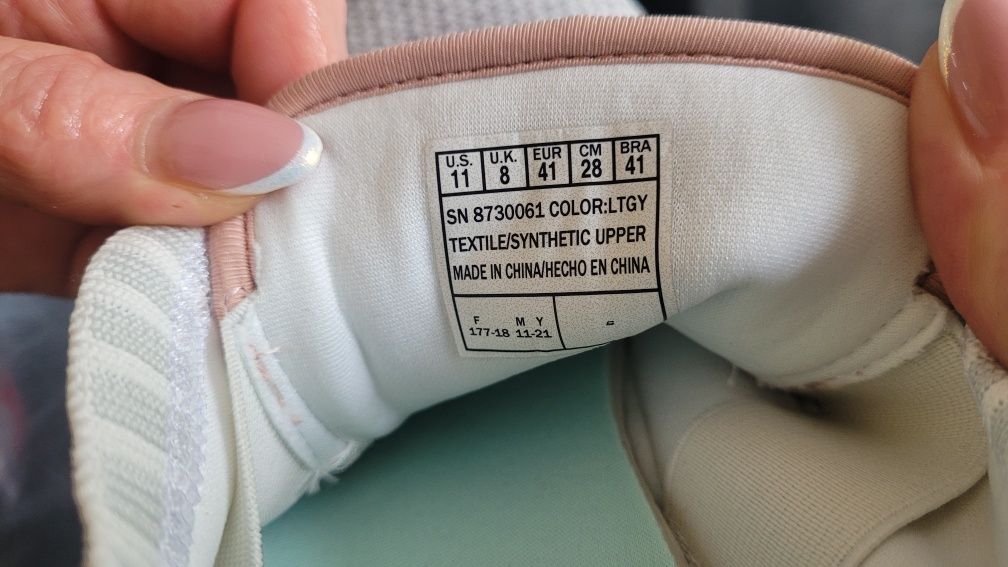 U.S. U.K. EUR CM BRA
11 8 41 28 41
SN 8730061 COLOR:LTGY
TEXTILE/SYNTHETIC UPPER
MADE IN CHINA/HECHO EN CHINA
F M Y
177-18 11-21